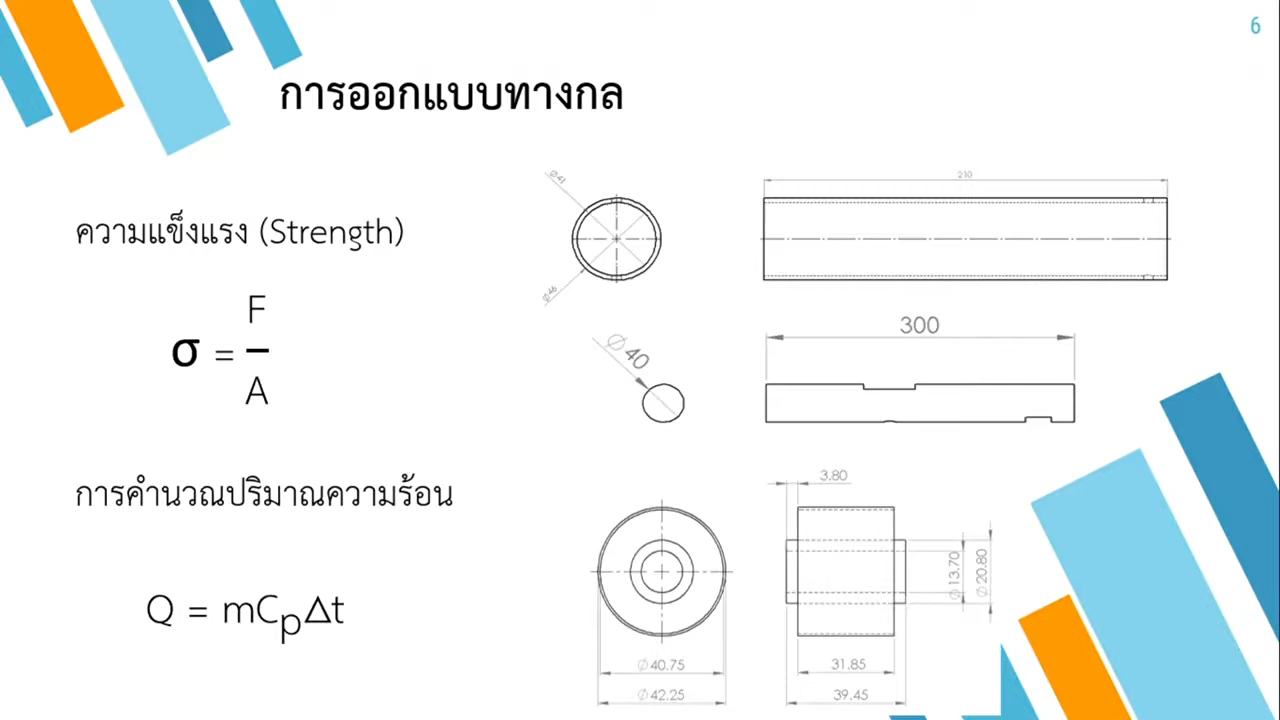 6
การออกแบบทางกล
ความแข็งแรง (Strength)
σ = F/A
การคำนวณปริมาณความร้อน
Q = mCpΔt
Ø41
Ø46
210
Ø40
300
Ø40.75
Ø42.25
3.80
Ø13.70
Ø20.80
31.85
39.45